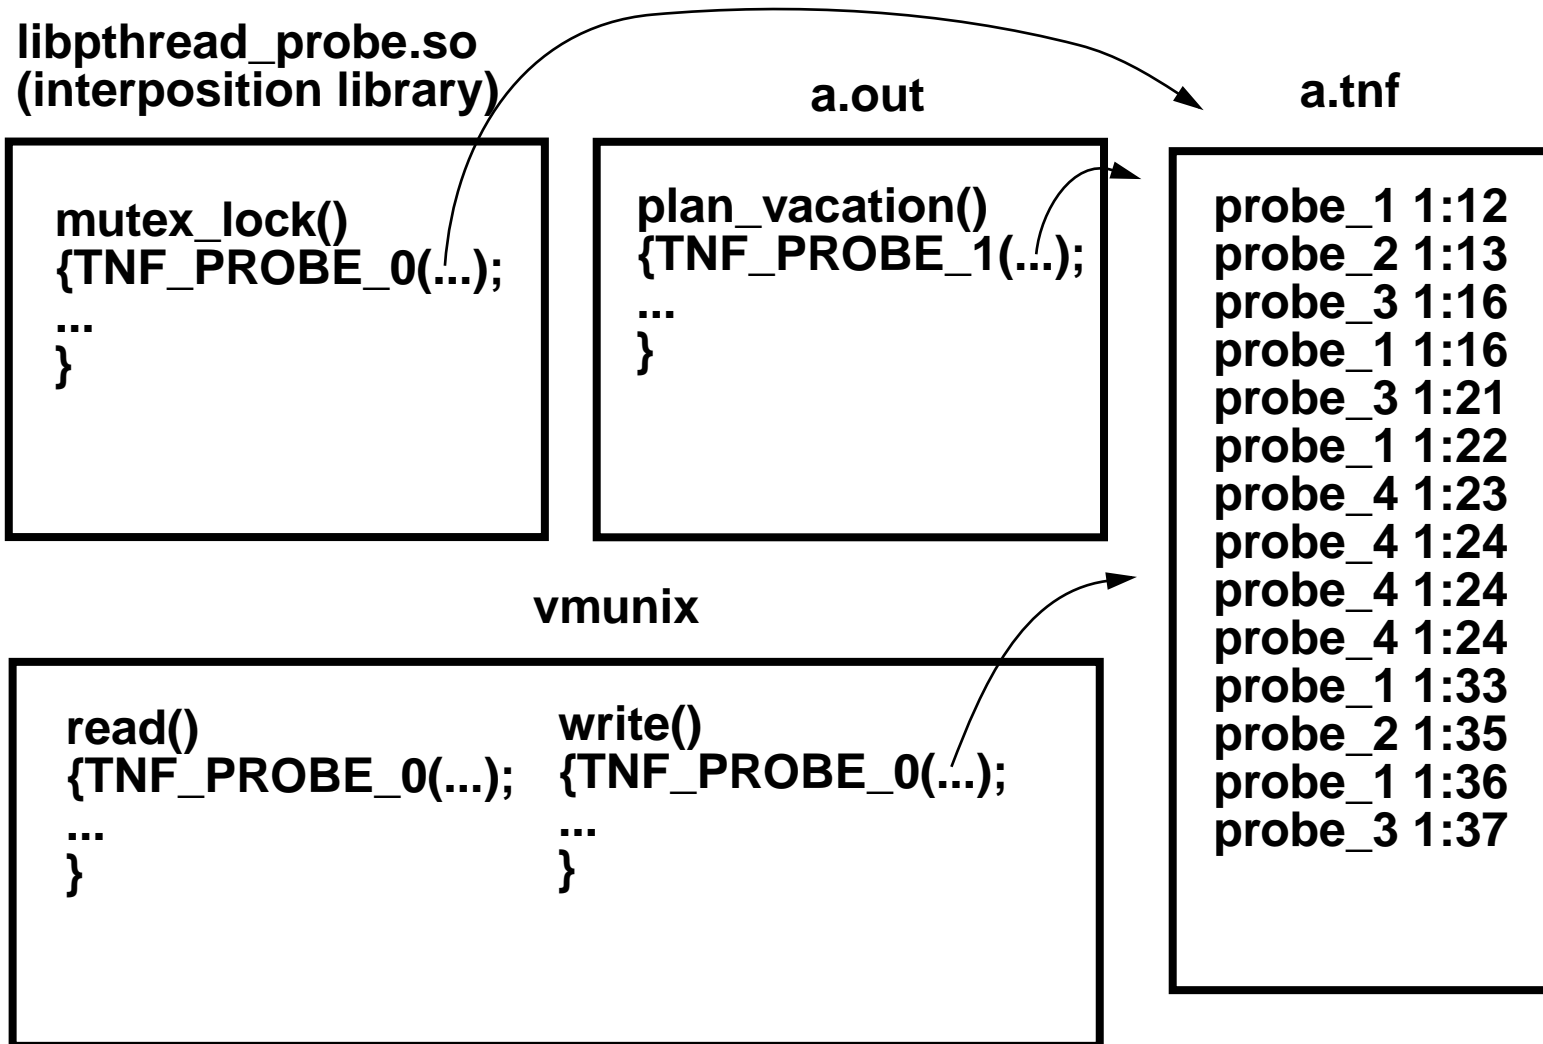 libpthread_probe.so
(interposition library)
mutex_lock()
{TNF_PROBE_0(...);
...
}
a.out
plan_vacation()
{TNF_PROBE_1(...);
...
}
vmunix
read()
{TNF_PROBE_0(...);
...
}
write()
{TNF_PROBE_0(...);
...
}
a.tnf
probe_1 1:12
probe_2 1:13
probe_3 1:16
probe_1 1:16
probe_3 1:21
probe_1 1:22
probe_4 1:23
probe_4 1:24
probe_4 1:24
probe_4 1:24
probe_1 1:33
probe_2 1:35
probe_1 1:36
probe_3 1:37